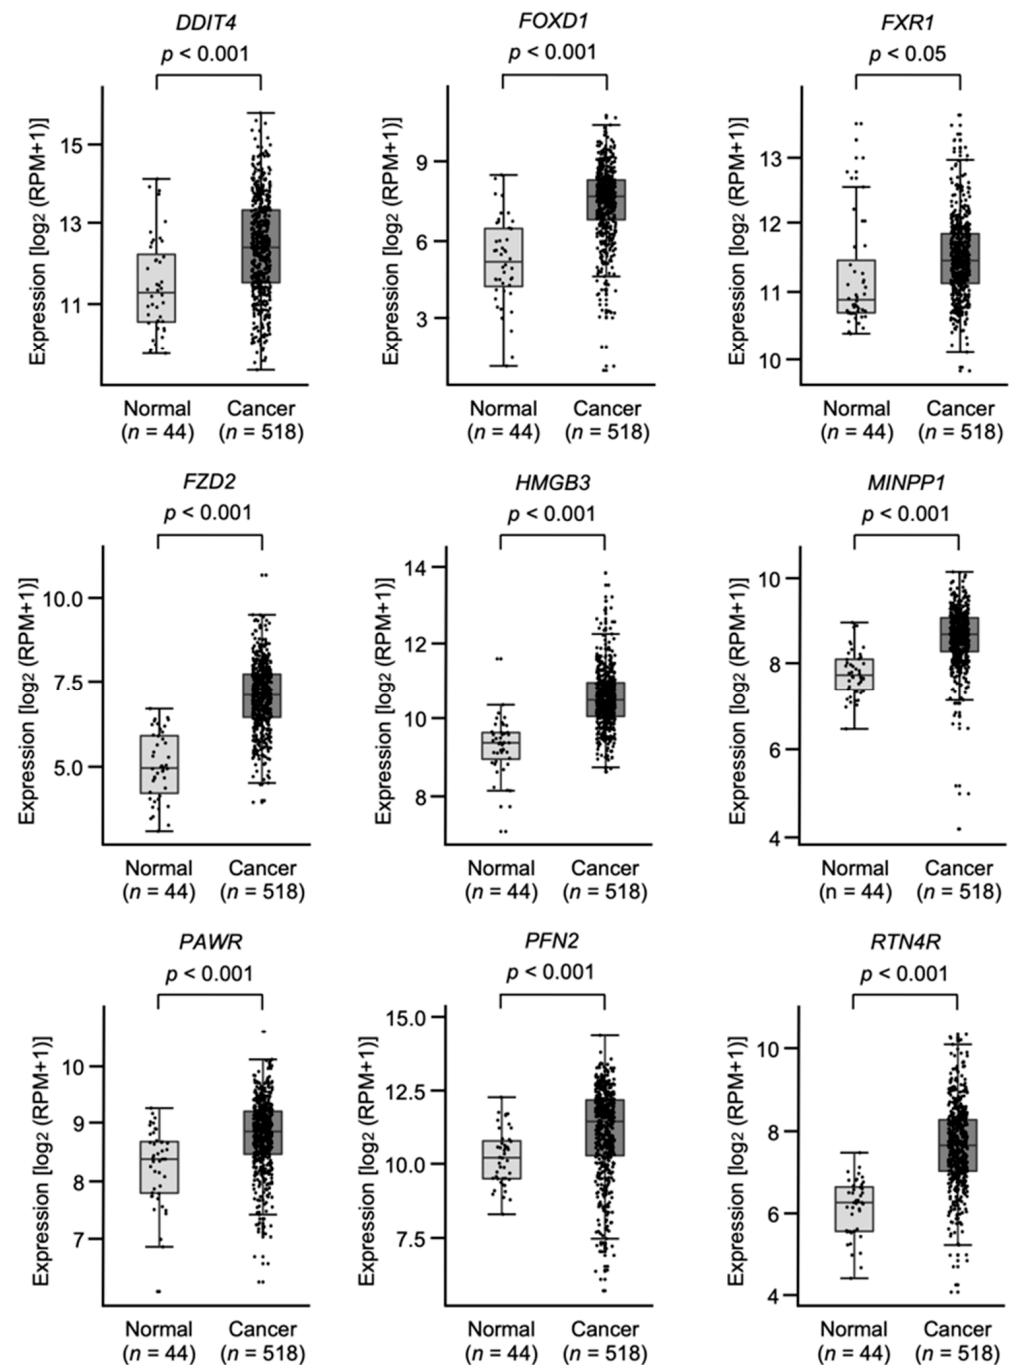 DDIT4
p < 0.001
Expression [log2 (RPM+1)]
15
13
11
Normal
(n = 44)
Cancer
(n = 518)
FOXD1
p < 0.001
Expression [log2 (RPM+1)]
9
6
3
Normal
(n = 44)
Cancer
(n = 518)
FXR1
p < 0.05
Expression [log2 (RPM+1)]
13
12
11
10
Normal
(n = 44)
Cancer
(n = 518)
FZD2
p < 0.001
Expression [log2 (RPM+1)]
10.0
7.5
5.0
Normal
(n = 44)
Cancer
(n = 518)
HMGB3
p < 0.001
Expression [log2 (RPM+1)]
14
12
10
8
Normal
(n = 44)
Cancer
(n = 518)
MINPP1
p < 0.001
Expression [log2 (RPM+1)]
10
8
6
4
Normal
(n = 44)
Cancer
(n = 518)
PAWR
p < 0.001
Expression [log2 (RPM+1)]
10
9
8
7
Normal
(n = 44)
Cancer
(n = 518)
PFN2
p < 0.001
Expression [log2 (RPM+1)]
15.0
12.5
10.0
7.5
Normal
(n = 44)
Cancer
(n = 518)
RTN4R
p < 0.001
Expression [log2 (RPM+1)]
10
8
6
4
Normal
(n = 44)
Cancer
(n = 518)